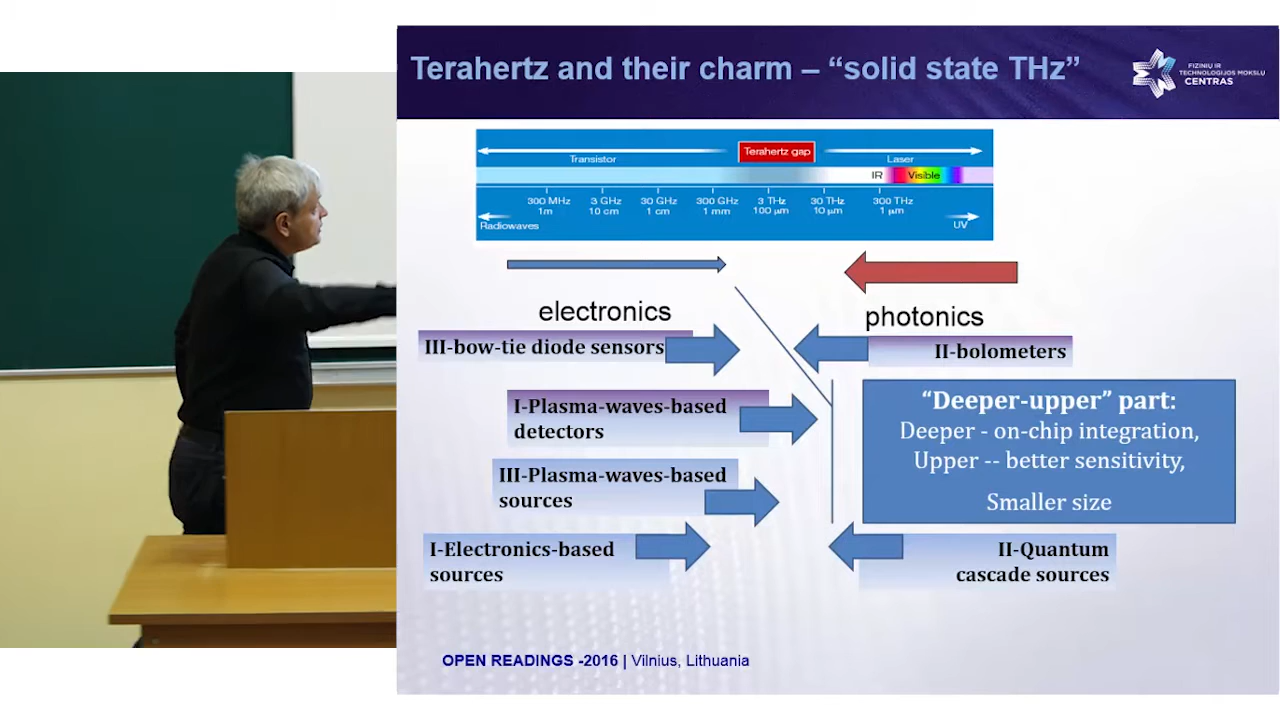 Terahertz and their charm – “solid state THz”
FIZINIŲ IR
TECHNOLOGIJOS MOKSLŲ
CENTRAS
Terahertz gap
Transistor
Laser
IR
Visible
300 MHz 3 GHz 30 GHz 300 GHz 3 THz 30 THz 300 THz
1m 10 cm 1 cm 1 mm 100 µm 10 µm 1 µm
Radiowaves
UV
electronics
photonics
III-bow-tie diode sensors
II-bolometers
I-Plasma-waves-based
detectors
“Deeper-upper” part:
Deeper - on-chip integration,
Upper -- better sensitivity,
Smaller size
III-Plasma-waves-based
sources
I-Electronics-based
sources
II-Quantum
cascade sources
OPEN READINGS -2016 | Vilnius, Lithuania